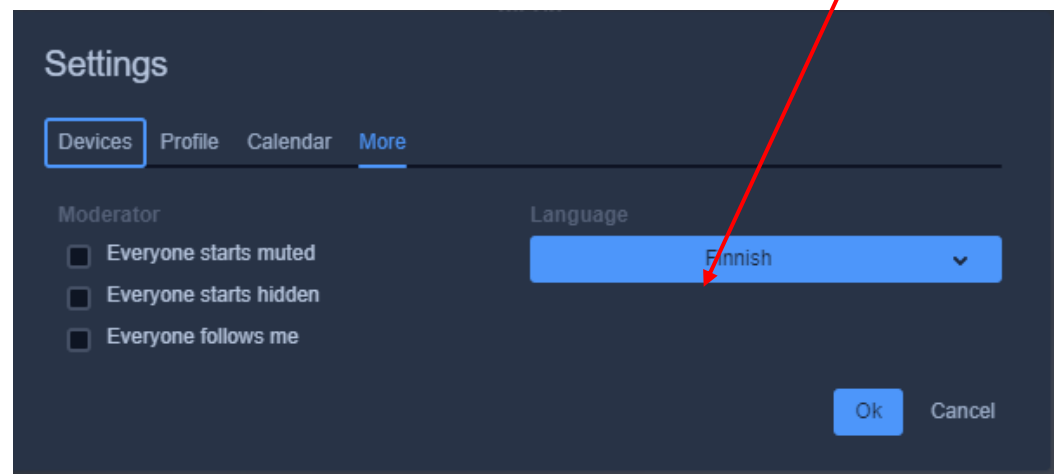 Settings
Devices Profile Calendar More
Moderator
Everyone starts muted
Everyone starts hidden
Everyone follows me
Language
Finnish
Ok Cancel